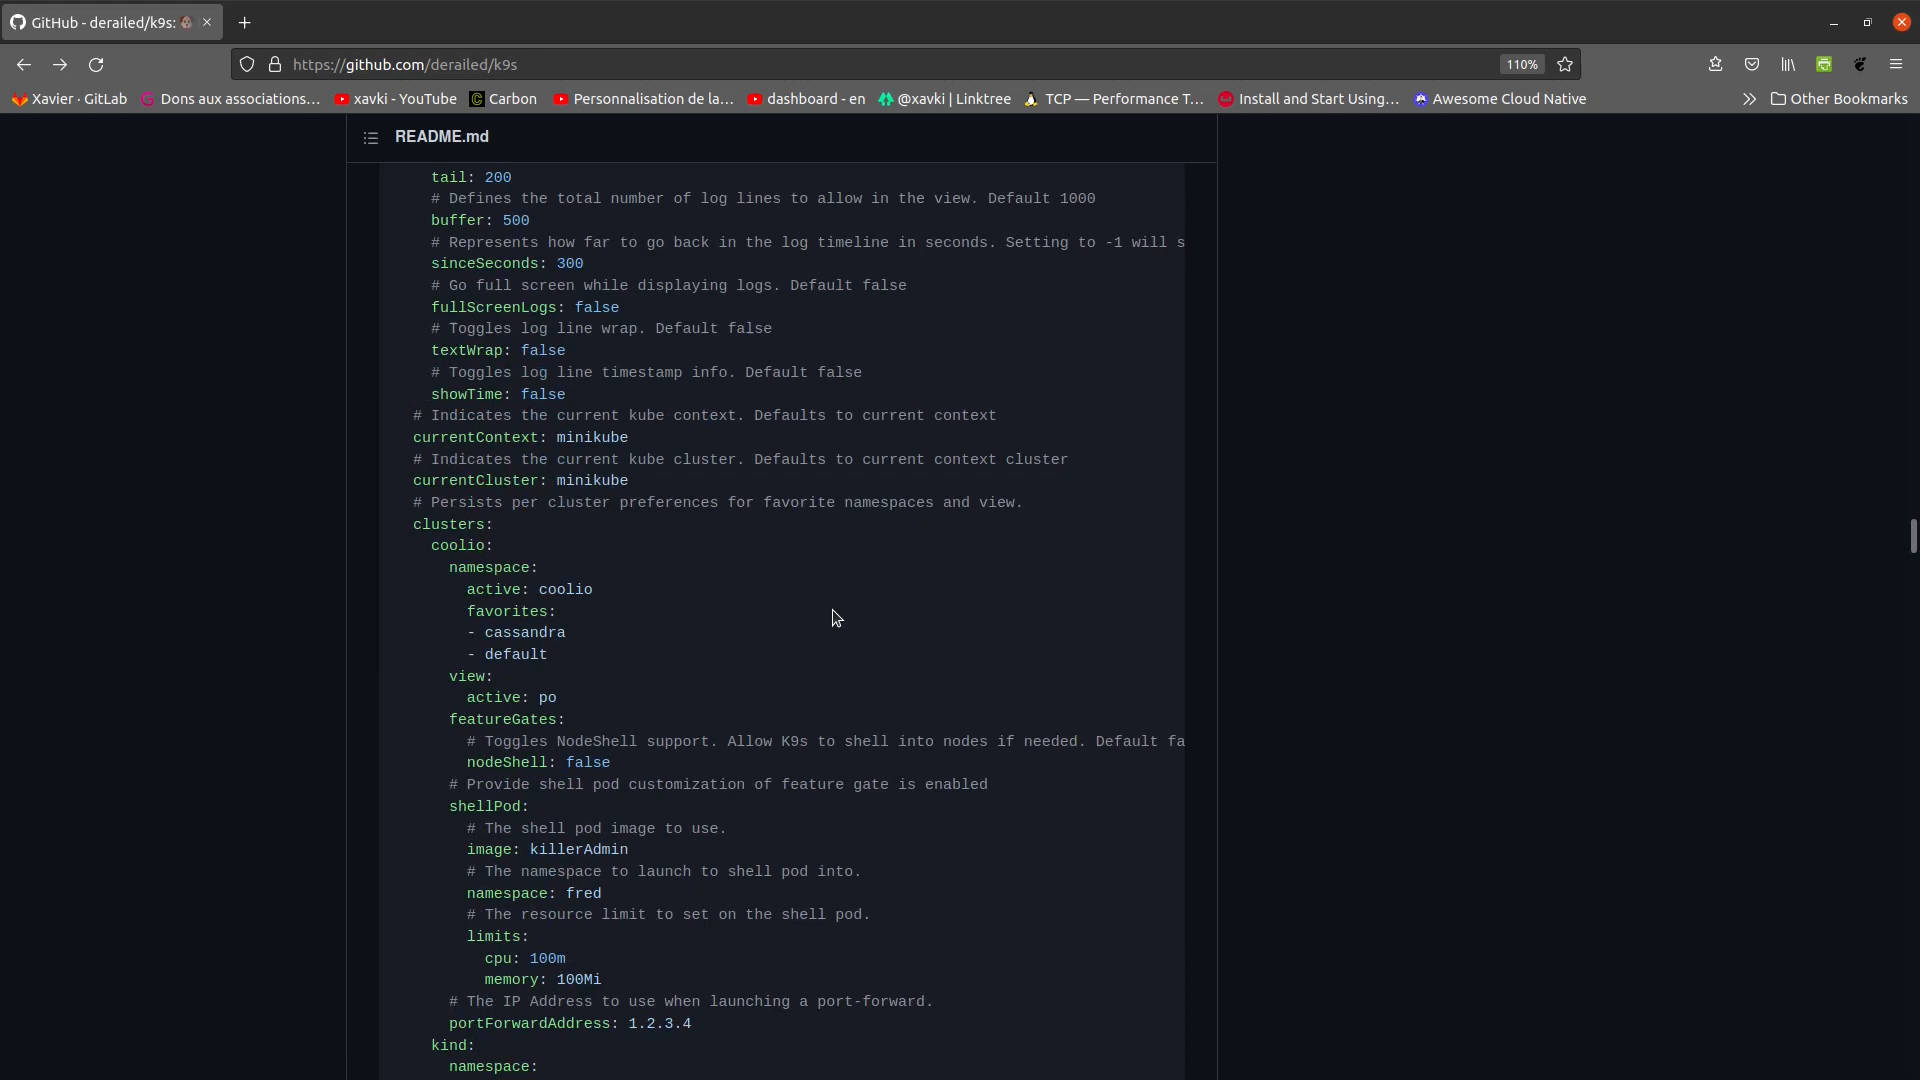 GitHub - derailed/k9s:
https://github.com/derailed/k9s
110%
Xavier · GitLab
Dons aux associations…
xavki - YouTube
Carbon
Personnalisation de la…
dashboard - en
@xavki | Linktree
TCP — Performance T…
Install and Start Using…
Awesome Cloud Native
Other Bookmarks
README.md
tail: 200
# Defines the total number of log lines to allow in the view. Default 1000
buffer: 500
# Represents how far to go back in the log timeline in seconds. Setting to -1 will s
sinceSeconds: 300
# Go full screen while displaying logs. Default false
fullScreenLogs: false
# Toggles log line wrap. Default false
textWrap: false
# Toggles log line timestamp info. Default false
showTime: false
# Indicates the current kube context. Defaults to current context
currentContext: minikube
# Indicates the current kube cluster. Defaults to current context cluster
currentCluster: minikube
# Persists per cluster preferences for favorite namespaces and view.
clusters:
coolio:
namespace:
active: coolio
favorites:
- cassandra
- default
view:
active: po
featureGates:
# Toggles NodeShell support. Allow K9s to shell into nodes if needed. Default fa
nodeShell: false
# Provide shell pod customization of feature gate is enabled
shellPod:
# The shell pod image to use.
image: killerAdmin
# The namespace to launch to shell pod into.
namespace: fred
# The resource limit to set on the shell pod.
limits:
cpu: 100m
memory: 100Mi
# The IP Address to use when launching a port-forward.
portForwardAddress: 1.2.3.4
kind:
namespace: